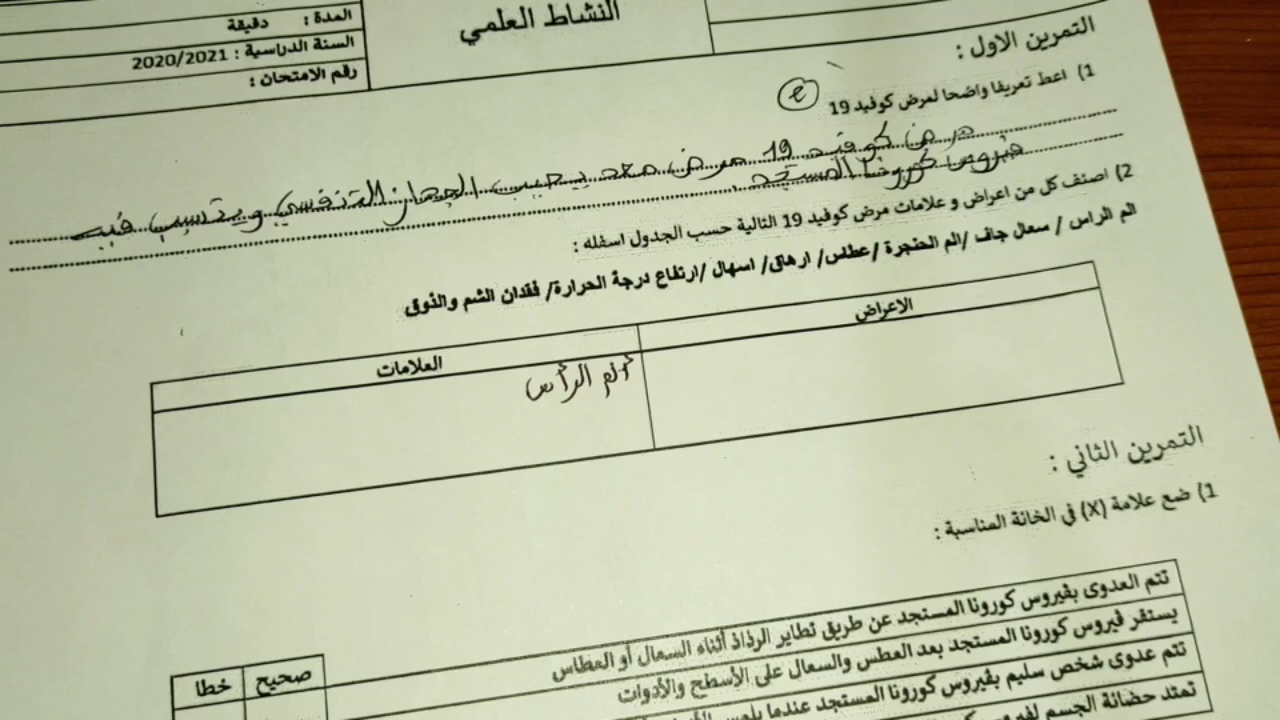 النشاط العلمي
المدة : دقيقة
السنة الدراسية : 2020/2021
رقم الامتحان :
التمرين الاول :
1) اعط تعريفا واضحا لمرض كوفيد 19
مرض كوفيد 19 مرض معد يصيب الجهاز التنفسي ويتسبب فيه
فيروس كورونا المستجد.
2) اصنف كل من اعراض و علامات مرض كوفيد 19 التالية حسب الجدول اسفله :
الم الراس / سعال جاف /الم الحنجرة /عطاس/ ارهاق/ اسهال /ارتفاع درجة الحرارة/ فقدان الشم والذوق
الاعراض
العلامات
ألم الرأس
التمرين الثاني :
1) ضع علامة (X) في الخانة المناسبة :
صحيح
خطا
تتم العدوى بفيروس كورونا المستجد عن طريق تطاير الرذاذ أثناء السعال أو العطاس
يستقر فيروس كورونا المستجد بعد العطس والسعال على الأسطح والأدوات
تتم عدوى شخص سليم بفيروس كورونا المستجد عندما يلمس
تمتد حضانة الجسم لفيروس